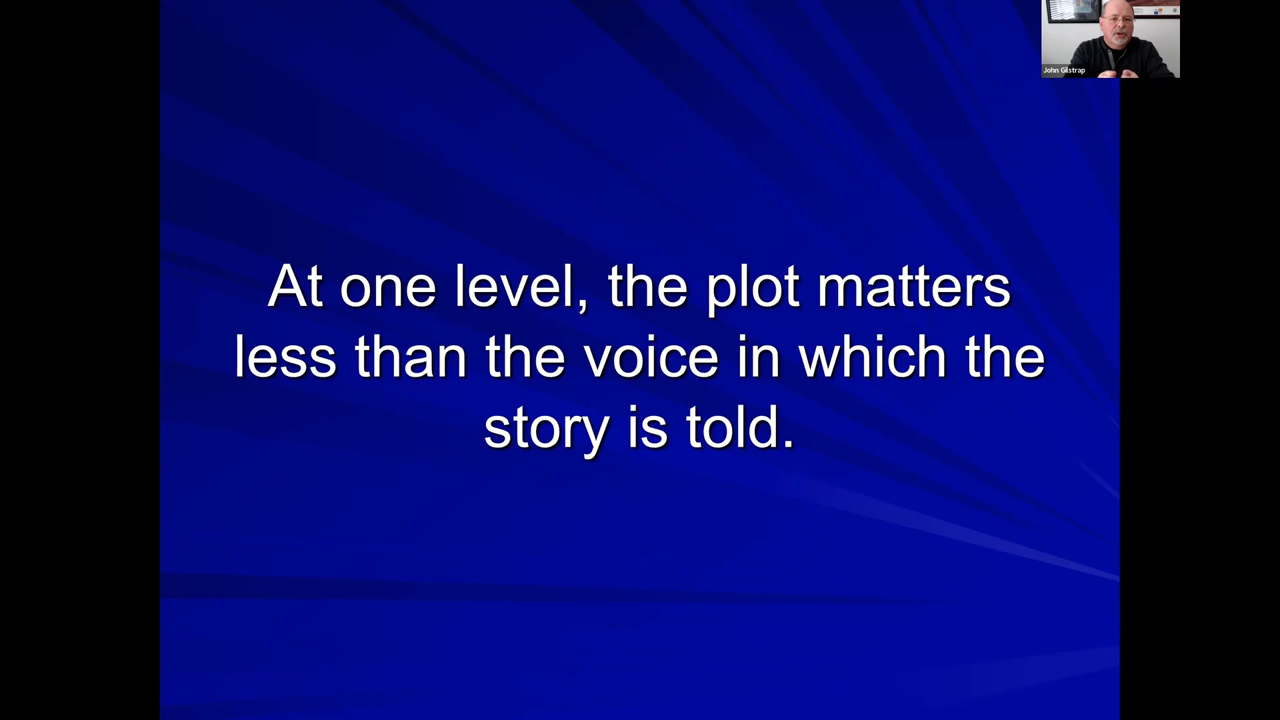 John Gilstrap
At one level, the plot matters
less than the voice in which the
story is told.